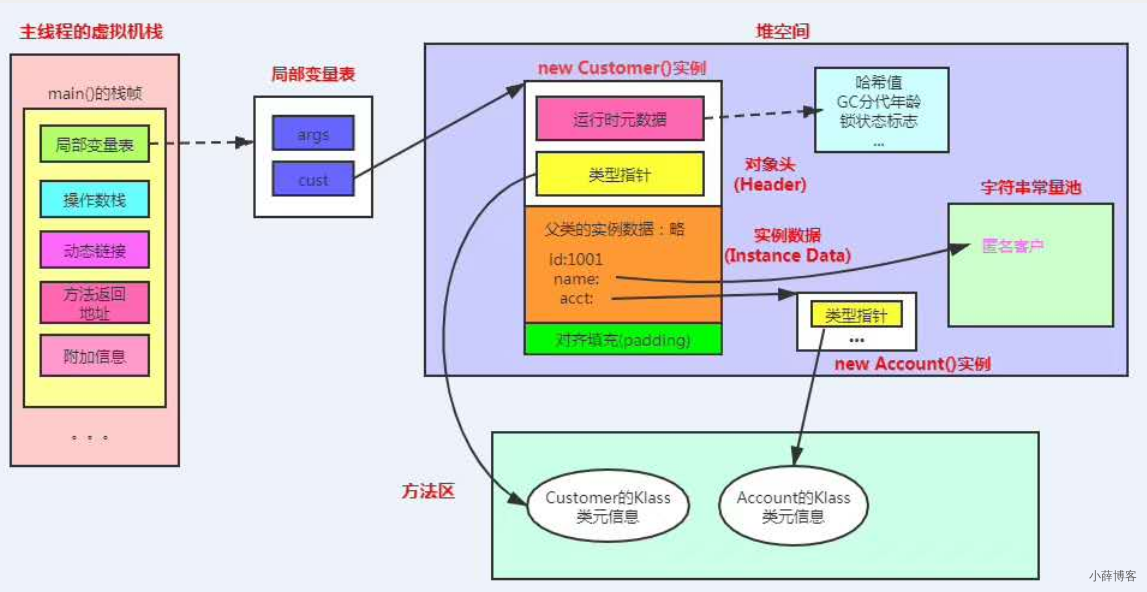 主线程的虚拟机栈
main()的栈帧
局部变量表
操作数栈
动态链接
方法返回
地址
附加信息
。。。
局部变量表
args
cust
堆空间
new Customer()实例
运行时元数据
类型指针
哈希值
GC分代年龄
锁状态标志
...
对象头
(Header)
父类的实例数据：略
id:1001
name:
acct:
实例数据
(Instance Data)
对齐填充(padding)
字符串常量池
匿名客户
类型指针
...
new Account()实例
方法区
Customer的Klass
类元信息
Account的Klass
类元信息
小薛博客